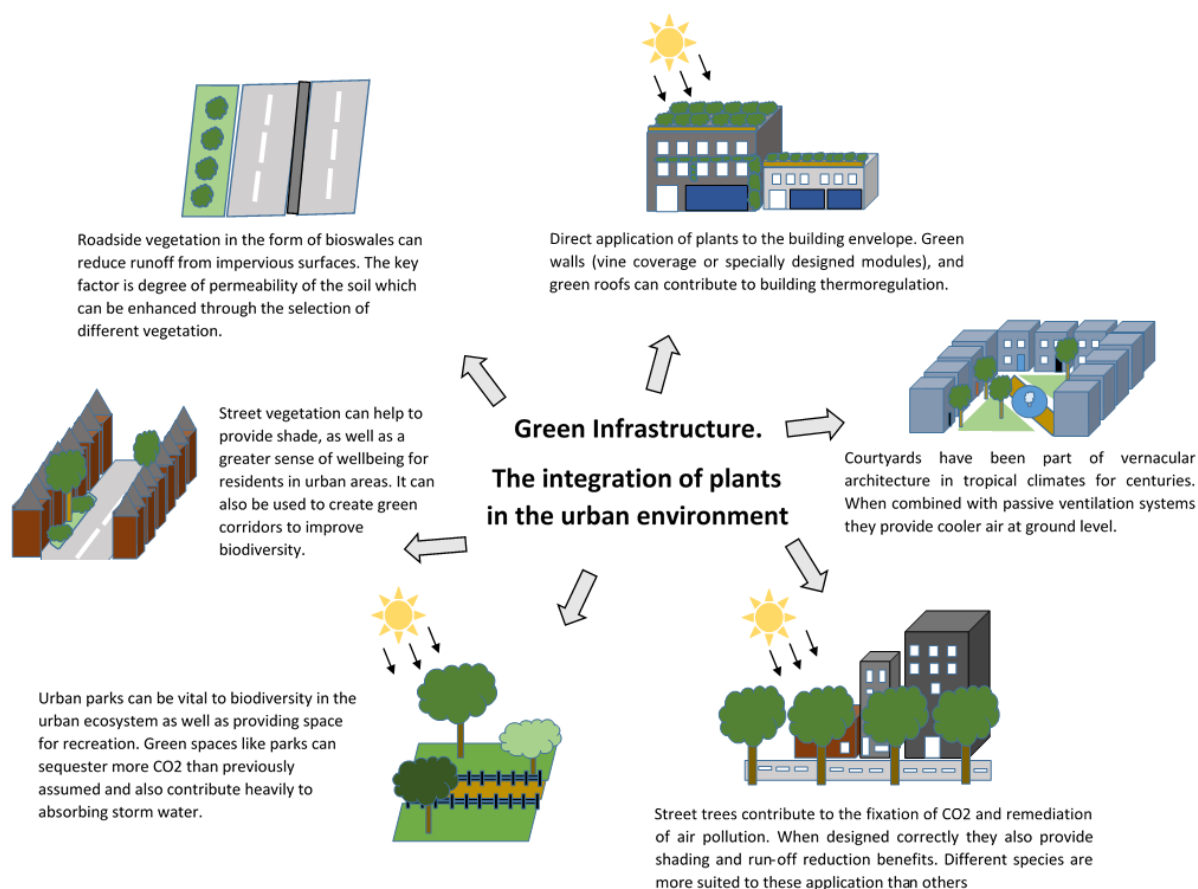 Roadside vegetation in the form of bioswales can
reduce runoff from impervious surfaces. The key
factor is degree of permeability of the soil which
can be enhanced through the selection of
different vegetation.
Direct application of plants to the building envelope. Green
walls (vine coverage or specially designed modules), and
green roofs can contribute to building thermoregulation.
Street vegetation can help to
provide shade, as well as a
greater sense of wellbeing for
residents in urban areas. It can
also be used to create green
corridors to improve
biodiversity.
Green Infrastructure.
The integration of plants
in the urban environment
Courtyards have been part of vernacular
architecture in tropical climates for centuries.
When combined with passive ventilation systems
they provide cooler air at ground level.
Urban parks can be vital to biodiversity in the
urban ecosystem as well as providing space
for recreation. Green spaces like parks can
sequester more CO2 than previously
assumed and also contribute heavily to
absorbing storm water.
Street trees contribute to the fixation of CO2 and remediation
of air pollution. When designed correctly they also provide
shading and run-off reduction benefits. Different species are
more suited to these application than others